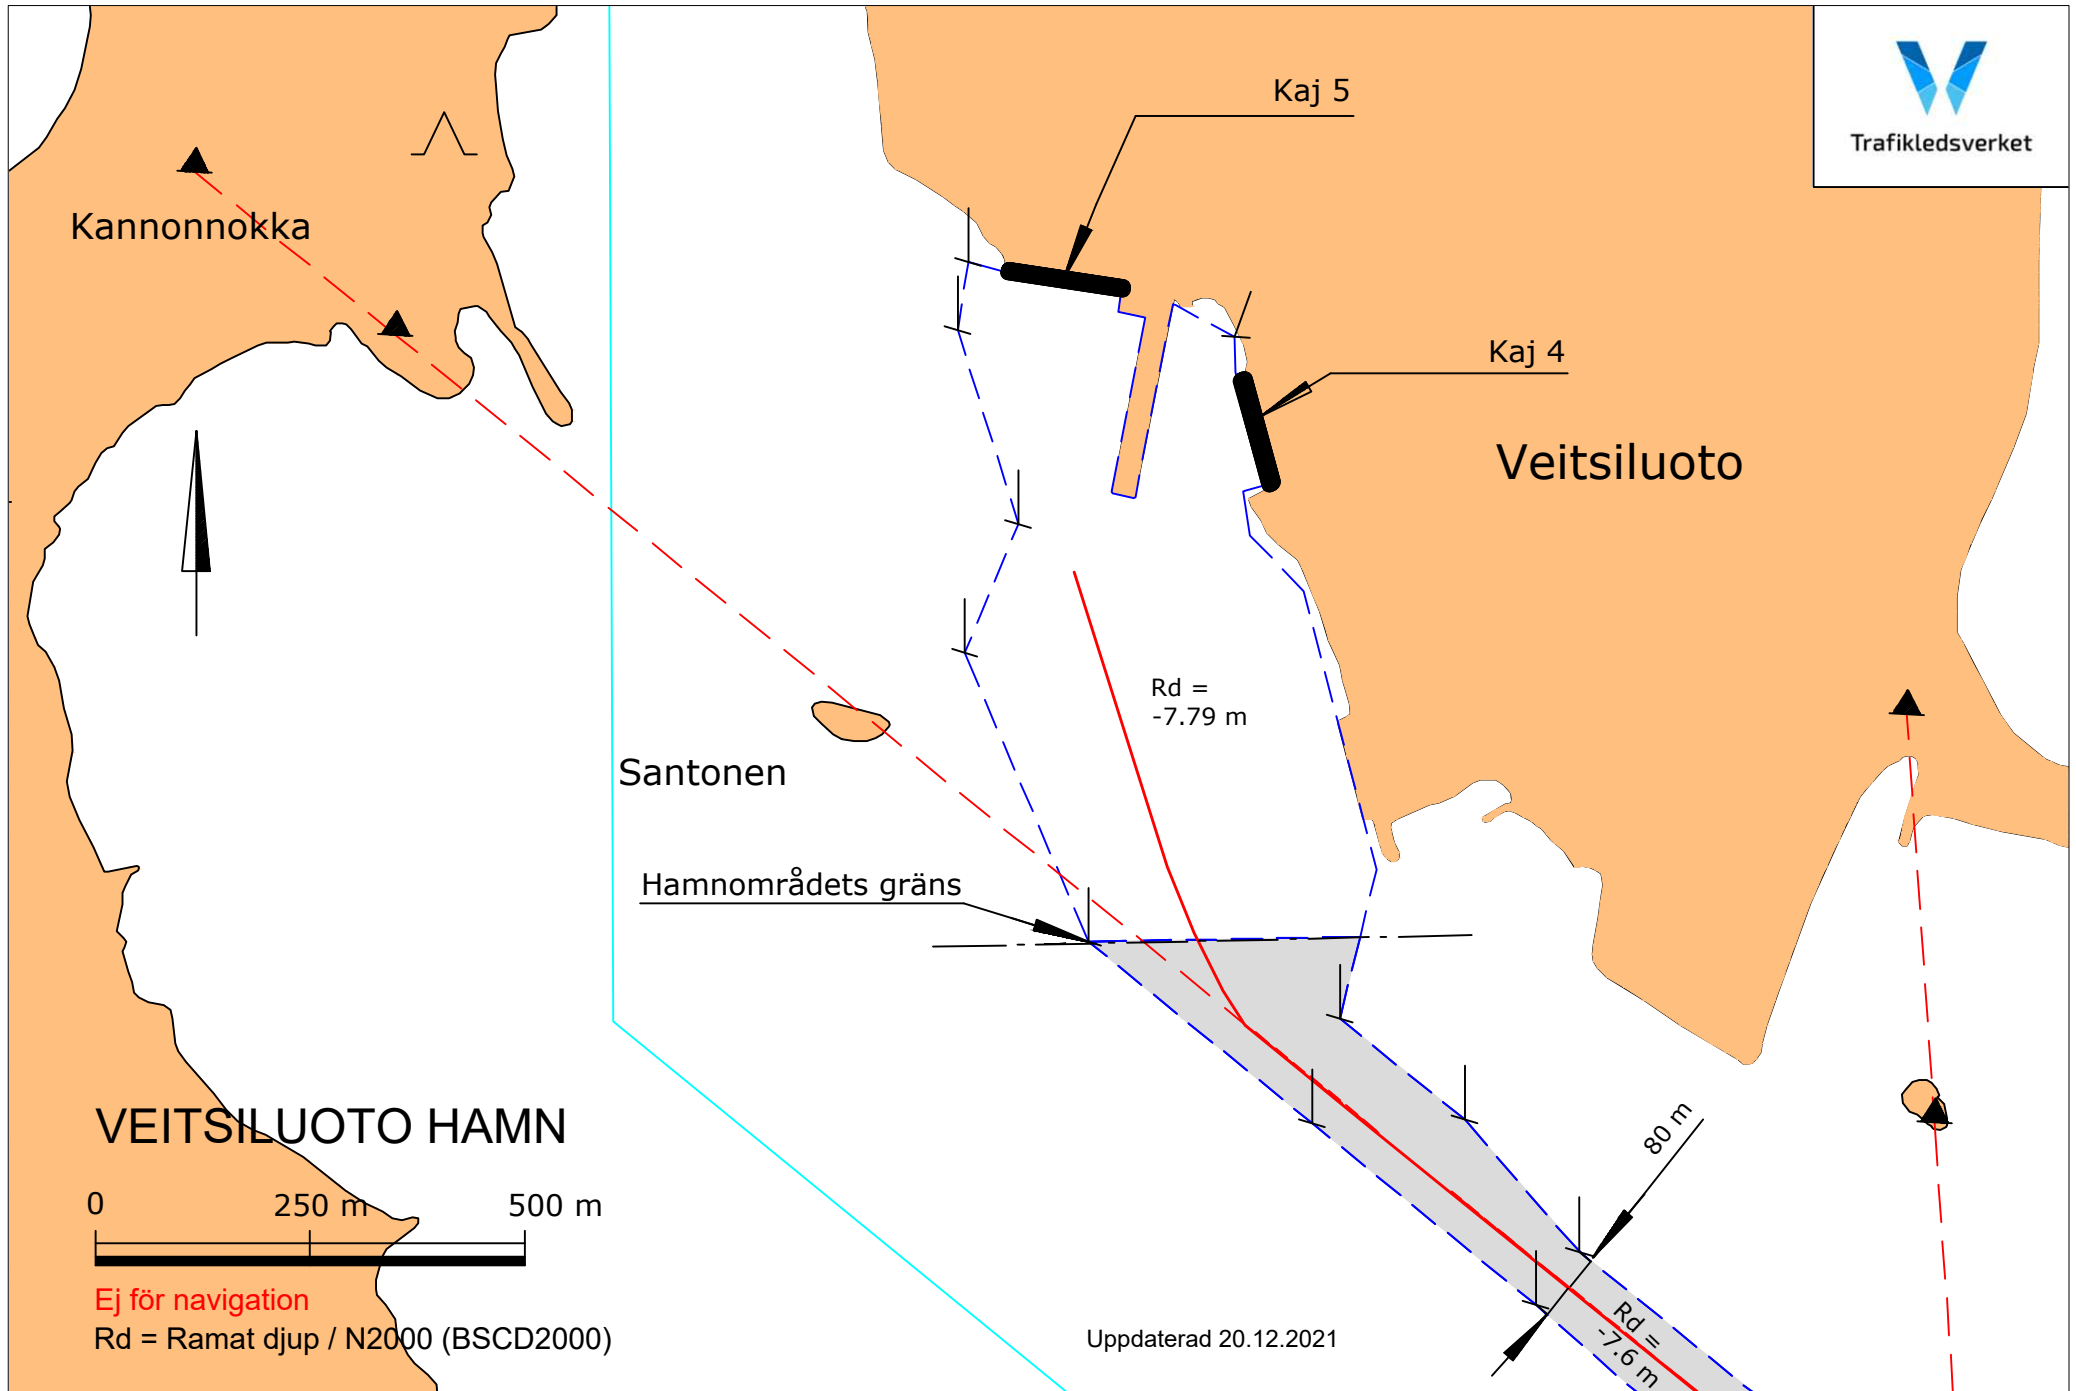 Kaj 5
Trafikledsverket
Kannonnokka
Kaj 4
Veitsiluoto
Rd =
-7.79 m
Santonen
Hamnområdets gräns
VEITSILUOTO HAMN
80 m
0 250 m 500 m
Ej för navigation
Rd = Ramat djup / N2000 (BSCD2000)
Uppdaterad 20.12.2021
Rd =
-7.6 m